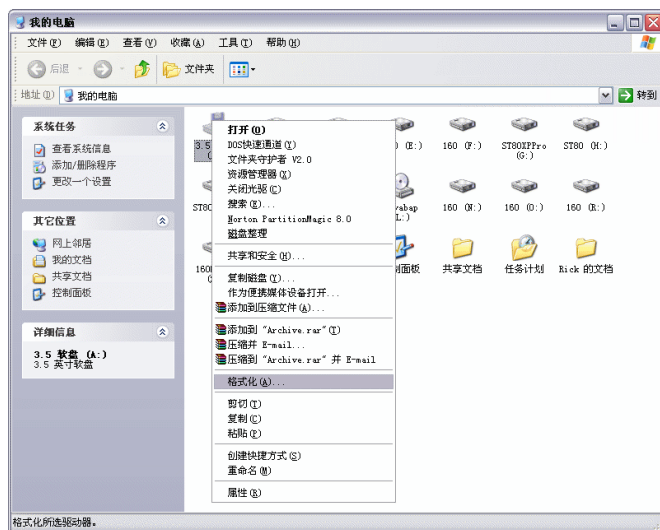 我的电脑
文件(F) 编辑(E) 查看(V) 收藏(A) 工具(T) 帮助(H)
后退 文件夹
地址(D) 我的电脑 转到
系统任务
查看系统信息
添加/删除程序
更改一个设置
其它位置
网上邻居
我的文档
共享文档
控制面板
详细信息
3.5 软盘 (A:)
3.5 英寸软盘
打开(O)
DOS快速通道(Y)
文件夹守护者 V2.0
资源管理器(X)
关闭光驱(C)
搜索(E)...
Norton PartitionMagic 8.0
磁盘整理
共享和安全(H)...
复制磁盘(Y)...
作为便携媒体设备打开...
添加到压缩文件(A)...
添加到 "Archive.rar"(T)
压缩并 E-mail...
压缩到 "Archive.rar" 并 E-mail
格式化(A)...
剪切(T)
复制(C)
粘贴(P)
创建快捷方式(S)
重命名(M)
属性(R)
3.5
(E:) 160 (F:) ST80XPPro (G:) ST80 (H:)
ST80 L:) 160 (N:) 160 (O:) 160 (R:)
160 制面板 共享文档 任务计划 Rick 的文档
格式化所选驱动器。